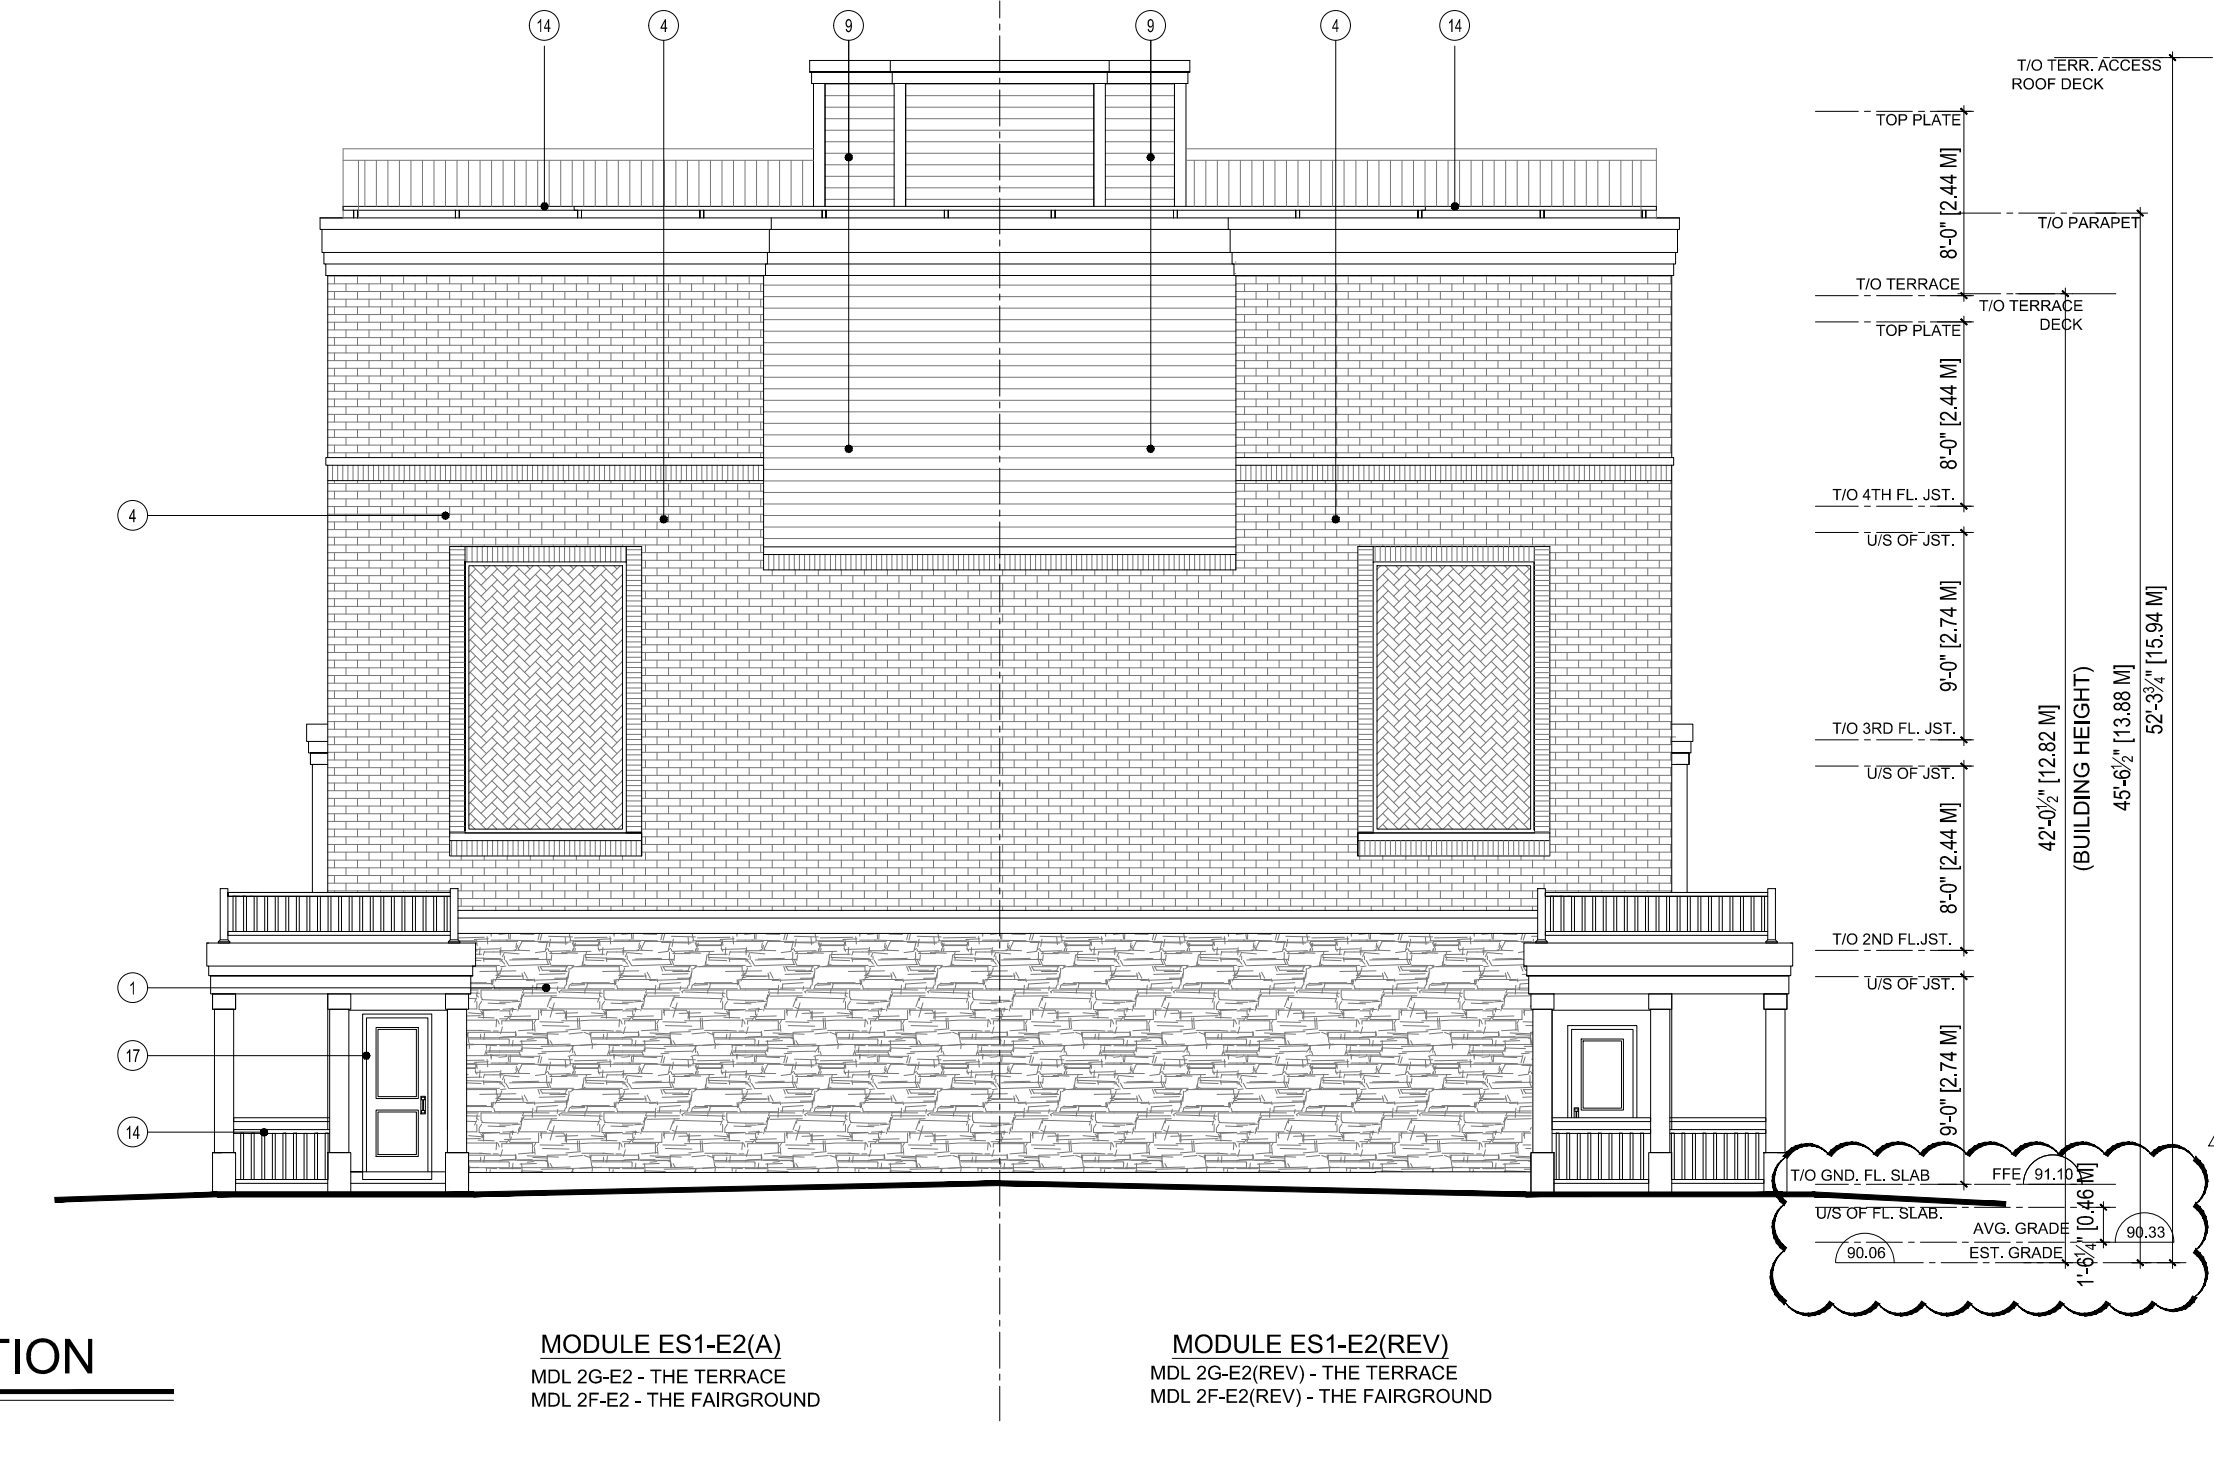 14
4
9
9
4
14
T/O TERR. ACCESS
ROOF DECK
TOP PLATE
8'-0" [2.44 M]
T/O PARAPET
T/O TERRACE
T/O TERRACE
DECK
TOP PLATE
8'-0" [2.44 M]
4
T/O 4TH FL. JST.
U/S OF JST.
9'-0" [2.74 M]
52'-3¾" [15.94 M]
45'-6½" [13.88 M]
42'-0½" [12.82 M]
(BUILDING HEIGHT)
T/O 3RD FL. JST.
U/S OF JST.
8'-0" [2.44 M]
T/O 2ND FL.JST.
U/S OF JST.
1
17
14
9'-0" [2.74 M]
T/O GND. FL. SLAB
FFE 91.10
U/S OF FL. SLAB.
1'-6¼" [0.46 M]
AVG. GRADE
90.33
90.06
EST. GRADE
TION
MODULE ES1-E2(A)
MDL 2G-E2 - THE TERRACE
MDL 2F-E2 - THE FAIRGROUND
MODULE ES1-E2(REV)
MDL 2G-E2(REV) - THE TERRACE
MDL 2F-E2(REV) - THE FAIRGROUND